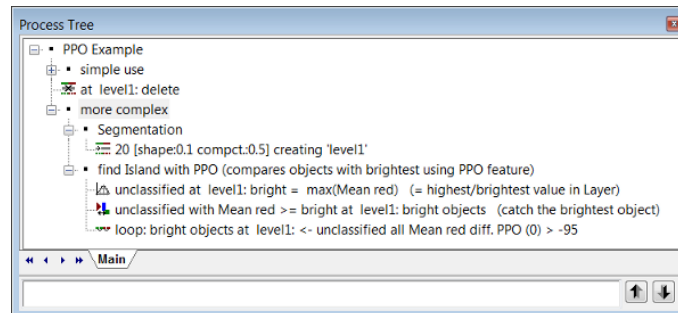 Process Tree
PPO Example
simple use
at level1: delete
more complex
Segmentation
20 [shape:0.1 compct.:0.5] creating 'level1'
find Island with PPO (compares objects with brightest using PPO feature)
unclassified at level1: bright = max(Mean red) (= highest/brightest value in Layer)
unclassified with Mean red >= bright at level1: bright objects (catch the brightest object)
loop: bright objects at level1: <- unclassified all Mean red diff. PPO (0) > -95
Main